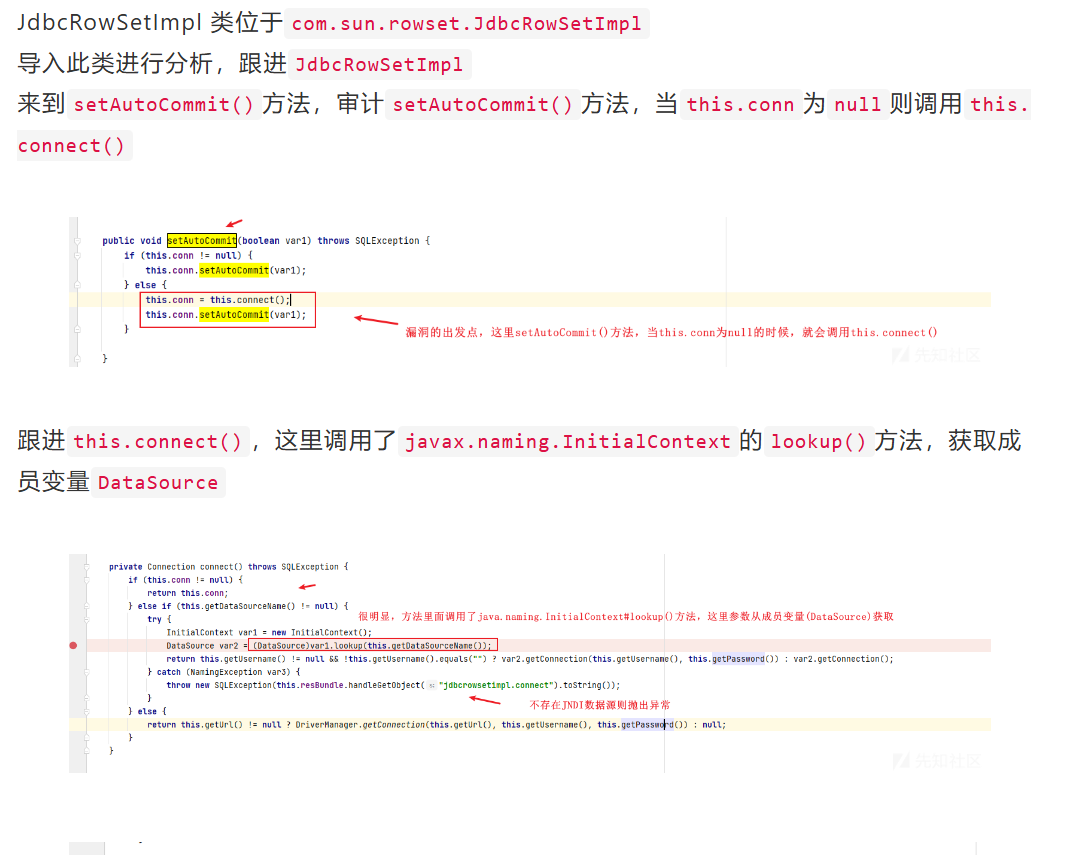 JdbcRowSetImpl 类位于 com.sun.rowset.JdbcRowSetImpl
导入此类进行分析，跟进 JdbcRowSetImpl
来到 setAutoCommit() 方法，审计 setAutoCommit() 方法，当 this.conn 为 null 则调用 this.
connect()
public void setAutoCommit(boolean var1) throws SQLException {
if (this.conn != null) {
this.conn.setAutoCommit(var1);
} else {
this.conn = this.connect();
this.conn.setAutoCommit(var1);
}
漏洞的出发点，这里setAutoCommit()方法，当this.conn为null的时候，就会调用this.connect()
}
先知社区
跟进 this.connect() ，这里调用了 javax.naming.InitialContext 的 lookup() 方法，获取成
员变量 DataSource
private Connection connect() throws SQLException {
if (this.conn != null) {
return this.conn;
} else if (this.getDataSourceName() != null) {
很明显，方法里面调用了java.naming.InitialContext#lookup()方法，这里参数从成员变量(DataSource)获取
try {
InitialContext var1 = new InitialContext();
DataSource var2 = (DataSource)var1.lookup(this.getDataSourceName());
return this.getUsername() != null && !this.getUsername().equals("") ? var2.getConnection(this.getUsername(), this.getPassword()) : var2.getConnection();
} catch (NamingException var3) {
throw new SQLException(this.resBundle.handleGetObject( s: "jdbcrowsetimpl.connect").toString());
}
不存在JNDI数据源则抛出异常
} else {
return this.getUrl() != null ? DriverManager.getConnection(this.getUrl(), this.getUsername(), this.getPassword()) : null;
}
}
先知社区